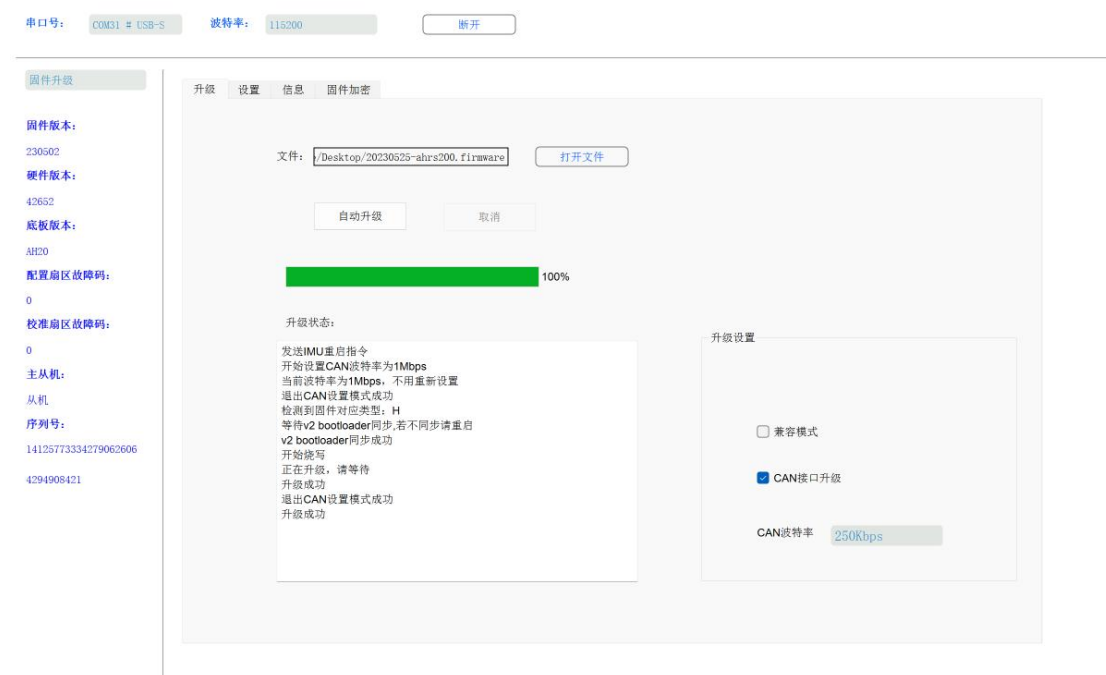 串口号： COM31 # USB-S 波特率： 115200 断开
固件升级
升级 设置 信息 固件加密
固件版本：
230502
硬件版本：
42652
底板版本：
AH20
配置扇区故障码：
0
校准扇区故障码：
0
主从机：
从机
序列号：
14125773334279062606
4294908421
文件： /Desktop/20230525-ahrs200.firmware 打开文件
自动升级 取消
100%
升级状态：
发送IMU重启指令
开始设置CAN波特率为1Mbps
当前波特率为1Mbps，不用重新设置
退出CAN设置模式成功
检测到固件对应类型：H
等待v2 bootloader同步,若不同步请重启
v2 bootloader同步成功
开始烧写
正在升级，请等待
升级成功
退出CAN设置模式成功
升级成功
升级设置
兼容模式
CAN接口升级
CAN波特率 250Kbps